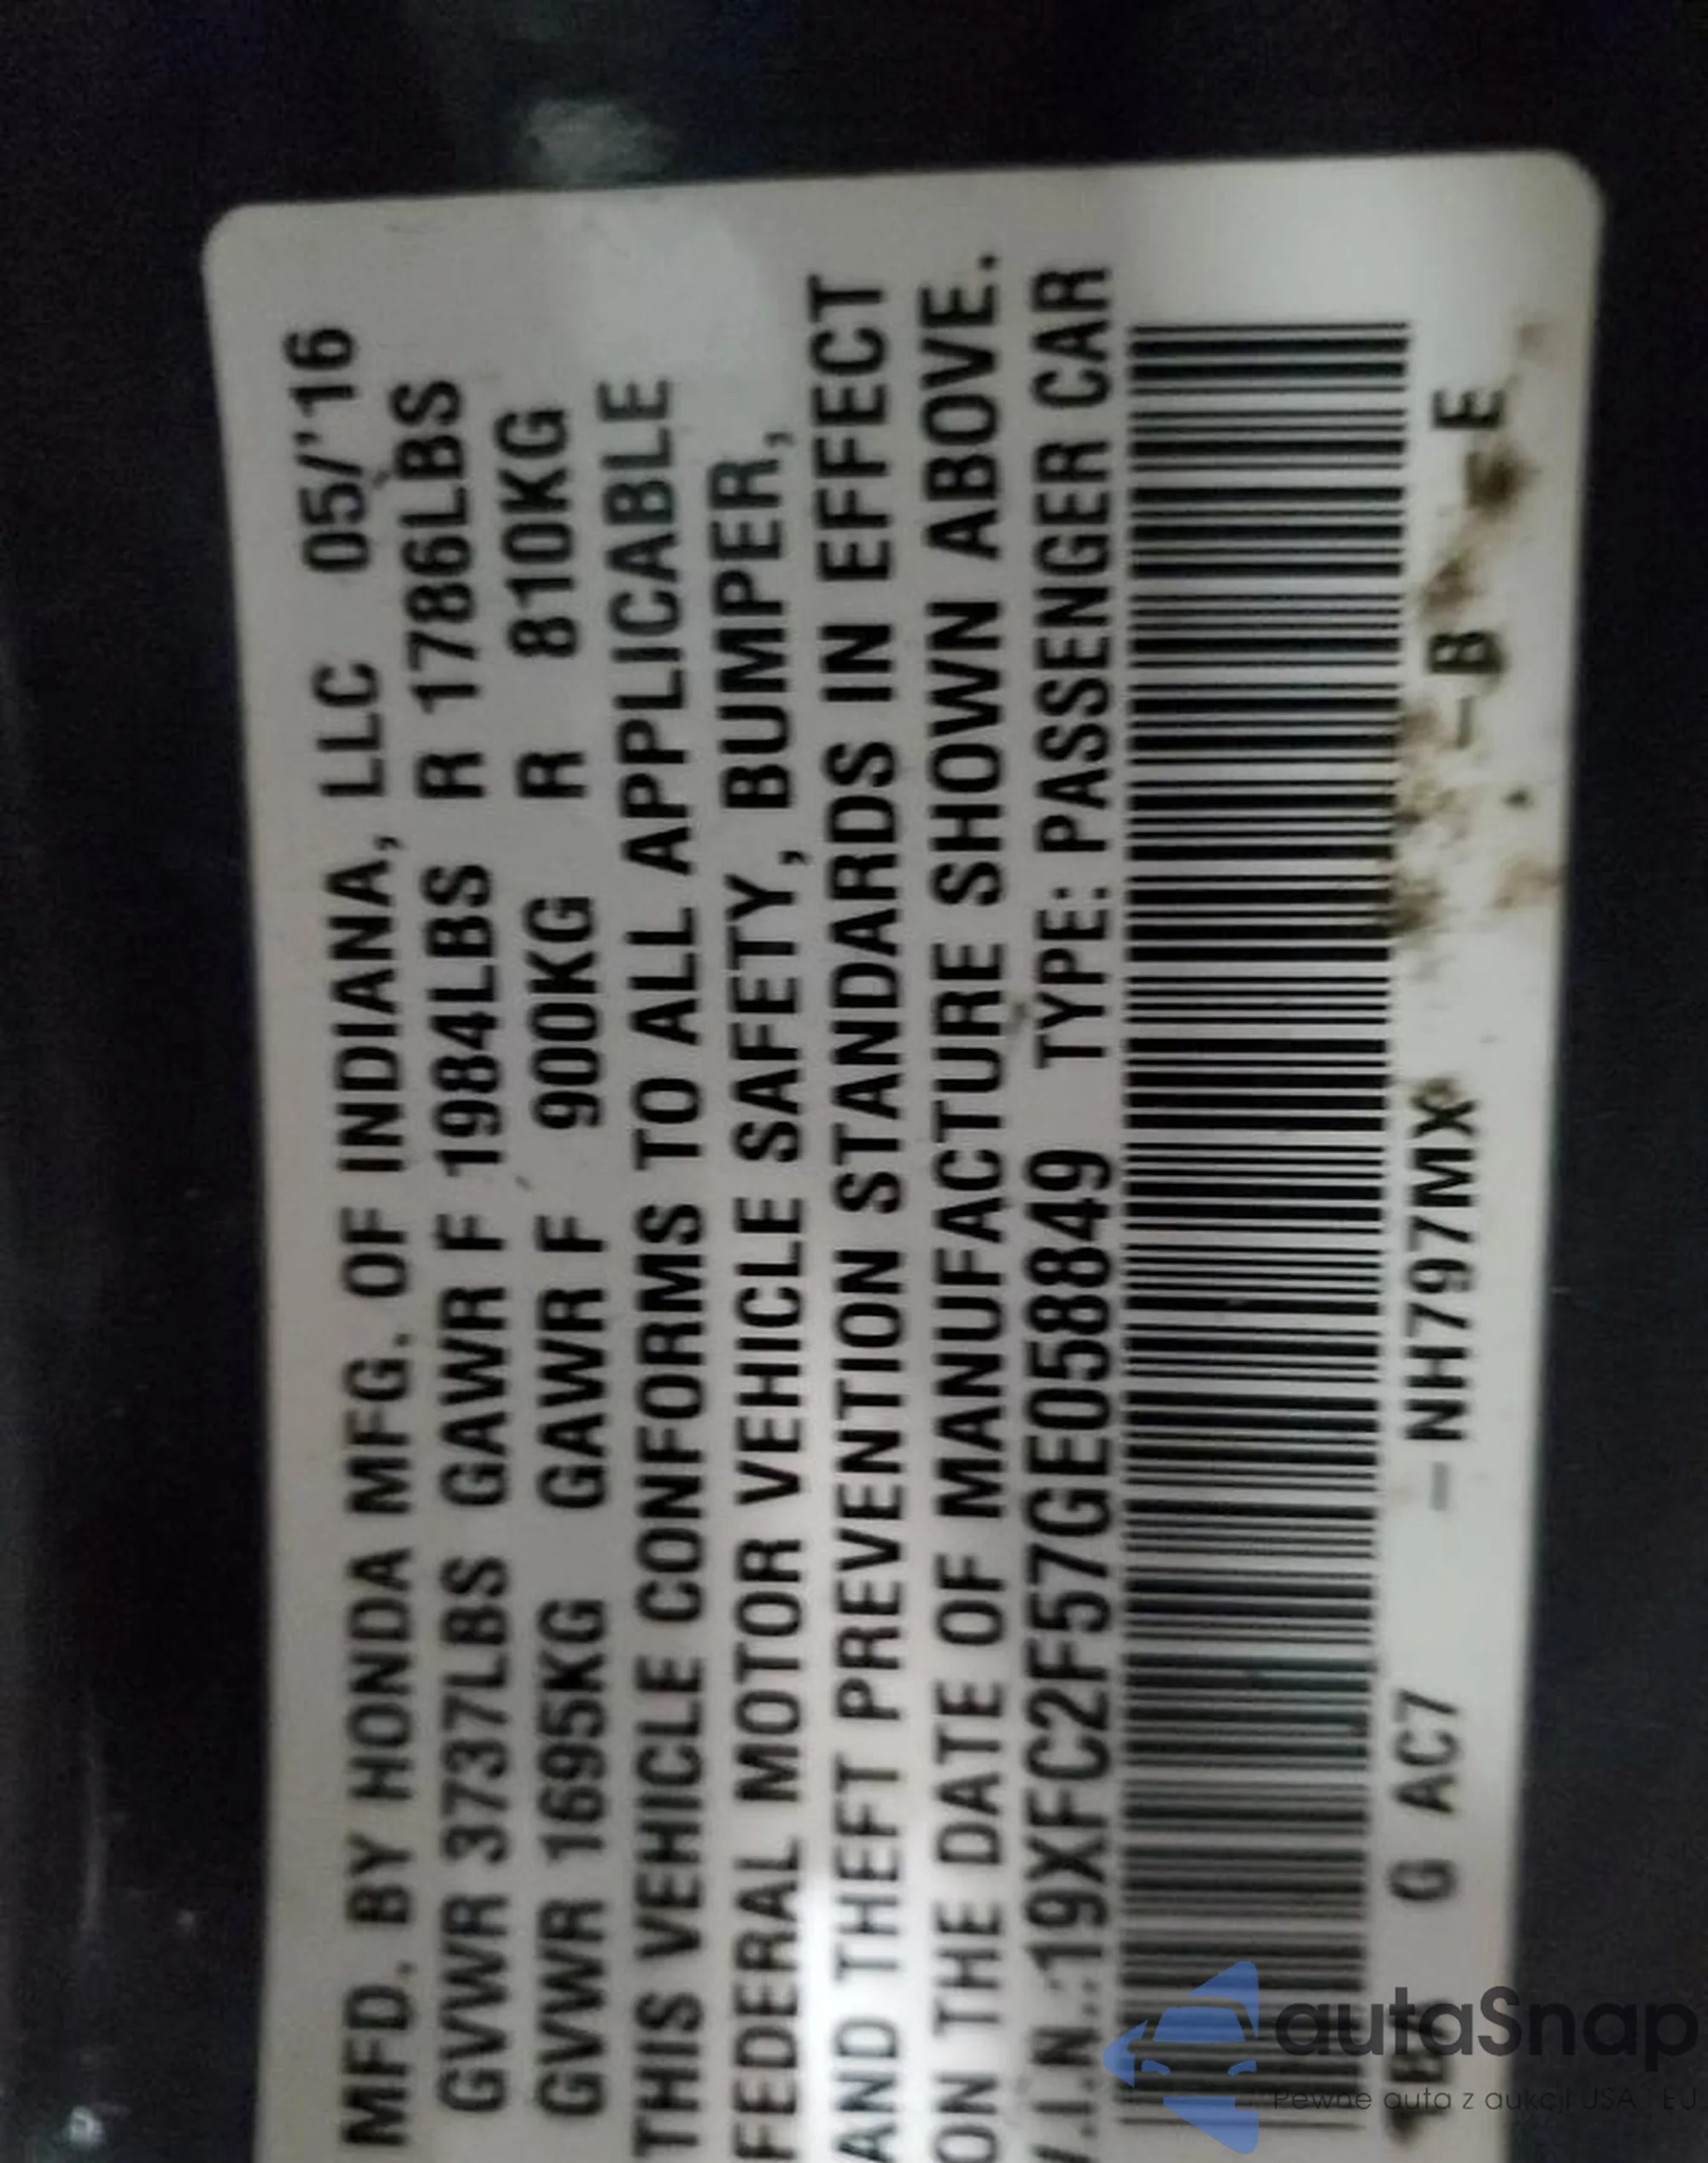 MFD. BY HONDA MFG. OF INDIANA, LLC 05/'16
GVWR 3737LBS GAWR F 1984LBS R 1786LBS
GVWR 1695KG GAWR F 900KG R 810KG
THIS VEHICLE CONFORMS TO ALL APPLICABLE
FEDERAL MOTOR VEHICLE SAFETY, BUMPER,
AND THEFT PREVENTION STANDARDS IN EFFECT
ON THE DATE OF MANUFACTURE SHOWN ABOVE.
V.I.N.:19XFC2F57GE058849 TYPE: PASSENGER CAR
G AC7 – NH797MX –B E
autaSnap
Pewne auta z aukcji USA i EU